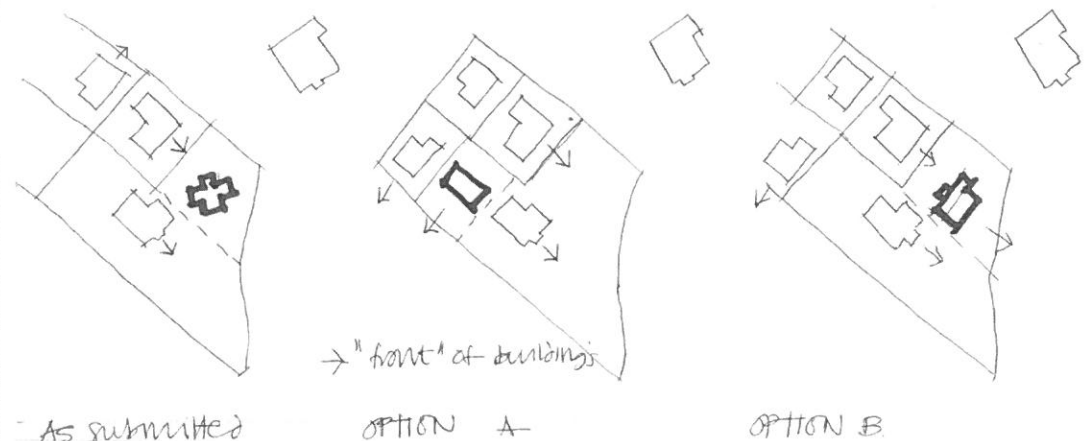 → "front" of buildings
As submitted
OPTION A
OPTION B